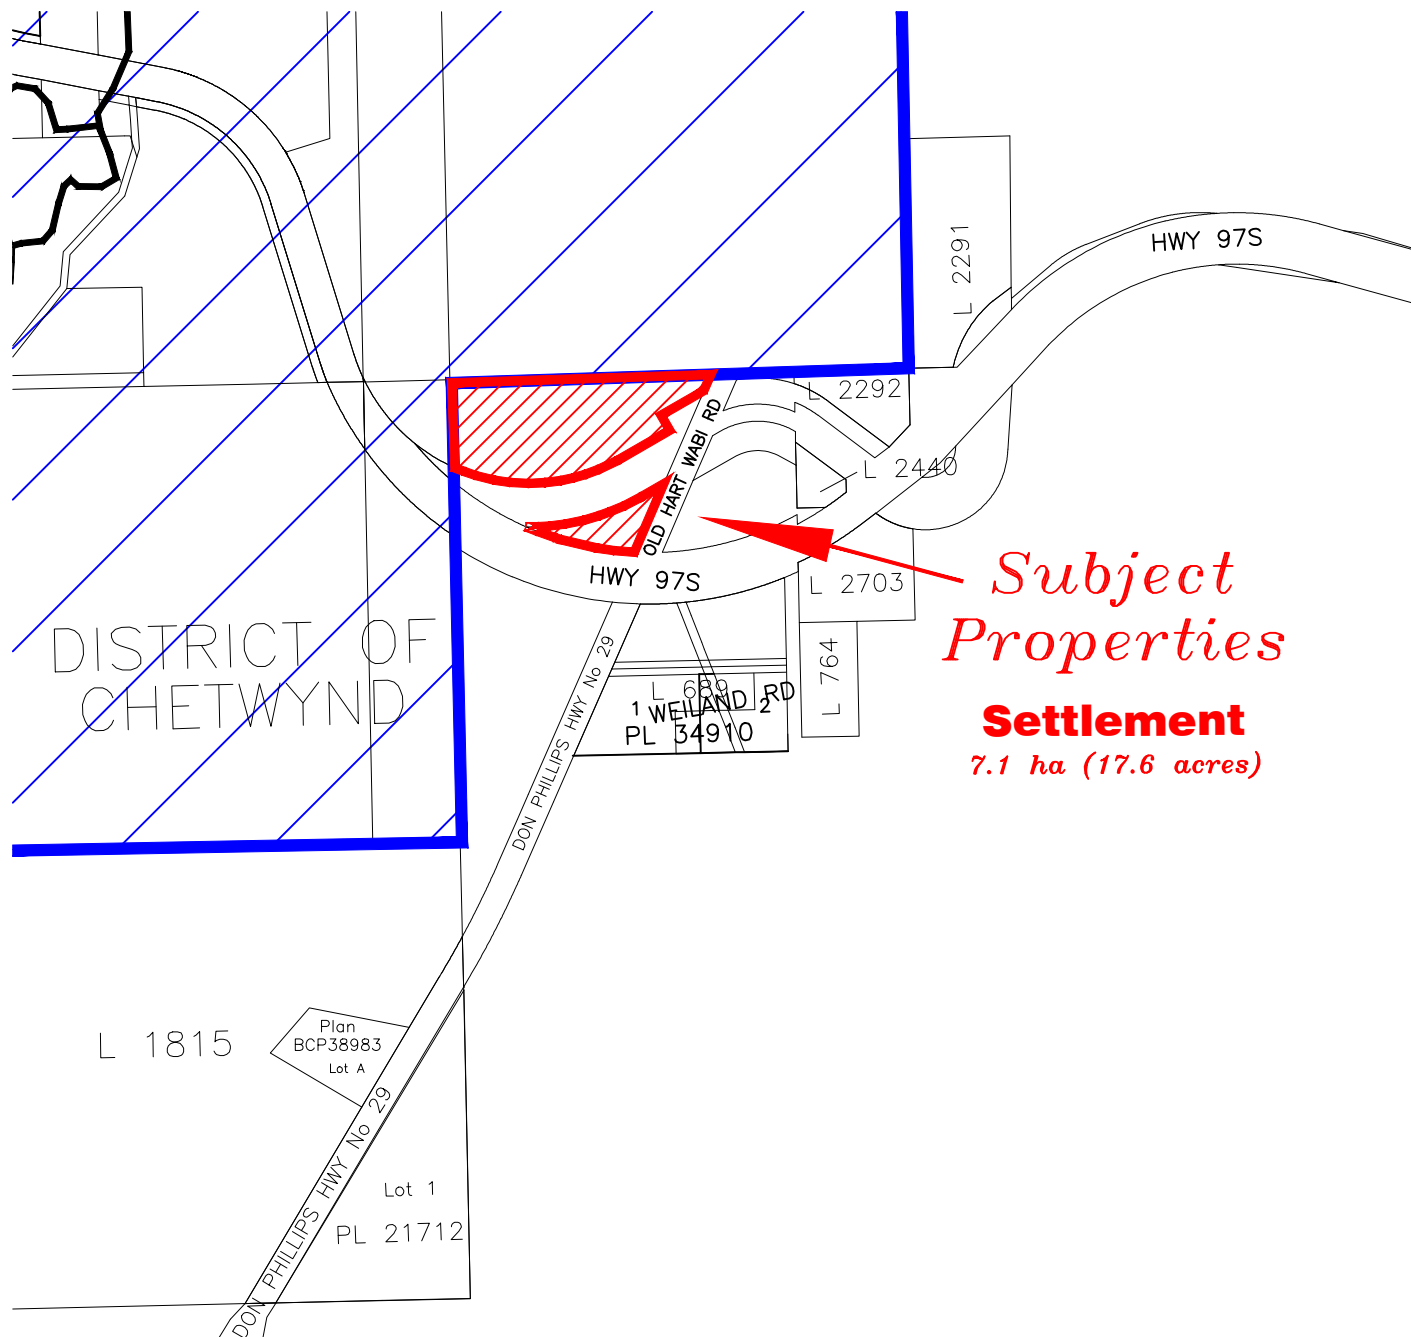 HWY 97S
L 2291
L 2292
OLD HART WABI RD
L 2440
HWY 97S
Subject
Properties
L 2703
DISTRICT OF
CHETWYND
L 764
L 689
1 WEILAND 2 RD
PL 34910
Settlement
7.1 ha (17.6 acres)
DON PHILLIPS HWY No 29
L 1815
Plan
BCP38983
Lot A
DON PHILLIPS HWY No 29
Lot 1
PL 21712